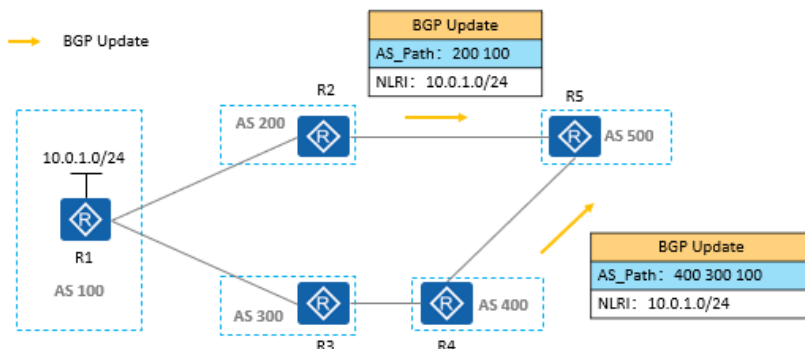 BGP Update
BGP Update
AS_Path: 200 100
NLRI: 10.0.1.0/24
R2
AS 200
R
R5
R
AS 500
10.0.1.0/24
R
R1
AS 100
BGP Update
AS_Path: 400 300 100
NLRI: 10.0.1.0/24
AS 300
R
R3
R
AS 400
R4